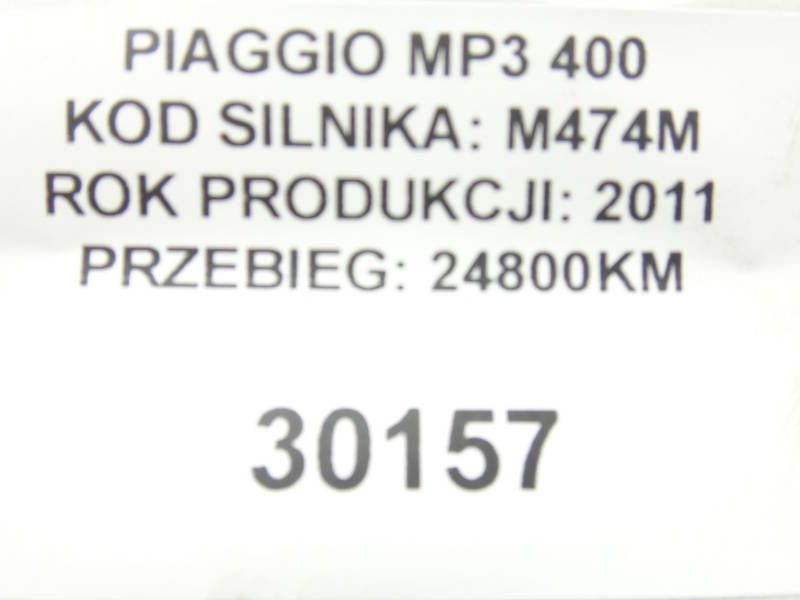 PIAGGIO MP3 400
KOD SILNIKA: M474M
ROK PRODUKCJI: 2011
PRZEBIEG: 24800KM
30157